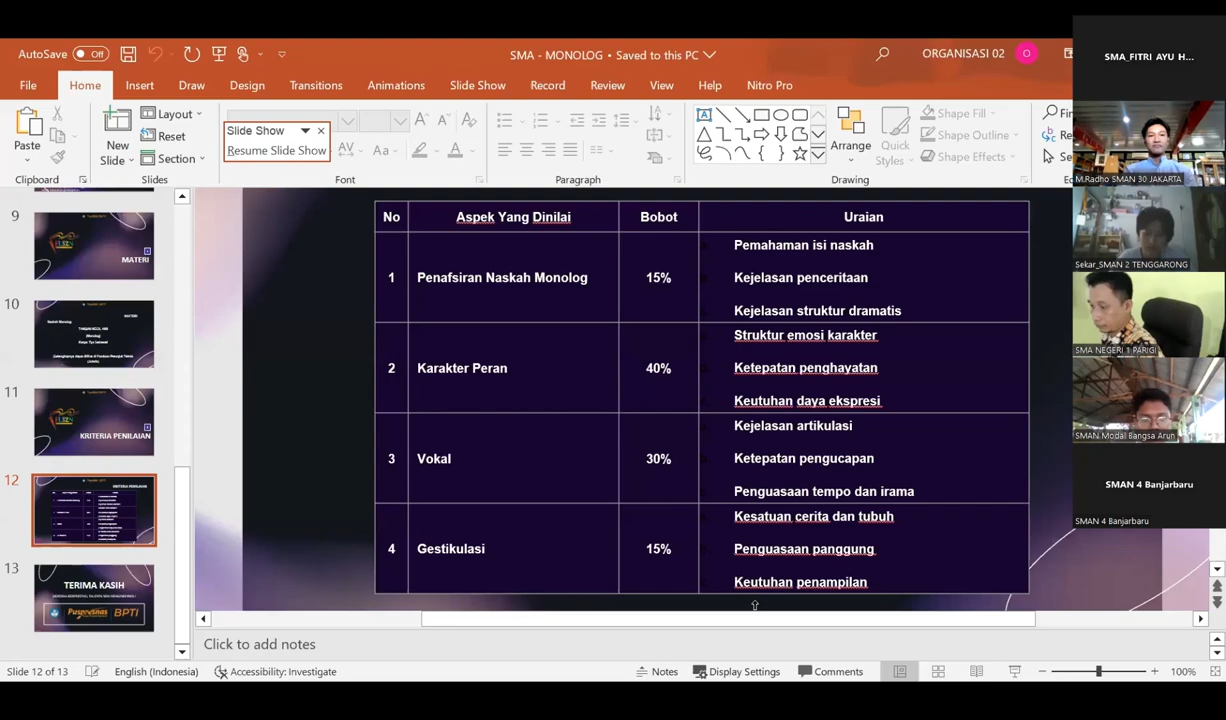 AutoSave Off
SMA - MONOLOG • Saved to this PC
ORGANISASI 02 O
SMA_FITRI AYU H...
File Home Insert Draw Design Transitions Animations Slide Show Record Review View Help Nitro Pro
Paste
Clipboard
New
Slide
Layout
Reset
Section
Slides
Slide Show
Resume Slide Show
Aa
Font
Paragraph
Arrange
Quick
Styles
Shape Fill
Shape Outline
Shape Effects
Drawing
Fin
Re
Se
M.Radho SMAN 30 JAKARTA
Sekar_SMAN 2 TENGGARONG
SMA NEGERI 1 PARIGI
SMAN Modal Bangsa Arun
SMAN 4 Banjarbaru
SMAN 4 Banjarbaru
9
MATERI
10
MATERI
11
KRITERIA PENILAIAN
12
KRITERIA PENILAIAN
13
TERIMA KASIH
Puspresnas BPTI
No Aspek Yang Dinilai Bobot Uraian
1 Penafsiran Naskah Monolog 15%
Pemahaman isi naskah
Kejelasan penceritaan
Kejelasan struktur dramatis
2 Karakter Peran 40%
Struktur emosi karakter
Ketepatan penghayatan
Keutuhan daya ekspresi
3 Vokal 30%
Kejelasan artikulasi
Ketepatan pengucapan
Penguasaan tempo dan irama
4 Gestikulasi 15%
Kesatuan cerita dan tubuh
Penguasaan panggung
Keutuhan penampilan
Click to add notes
Slide 12 of 13 English (Indonesia) Accessibility: Investigate Notes Display Settings Comments 100%